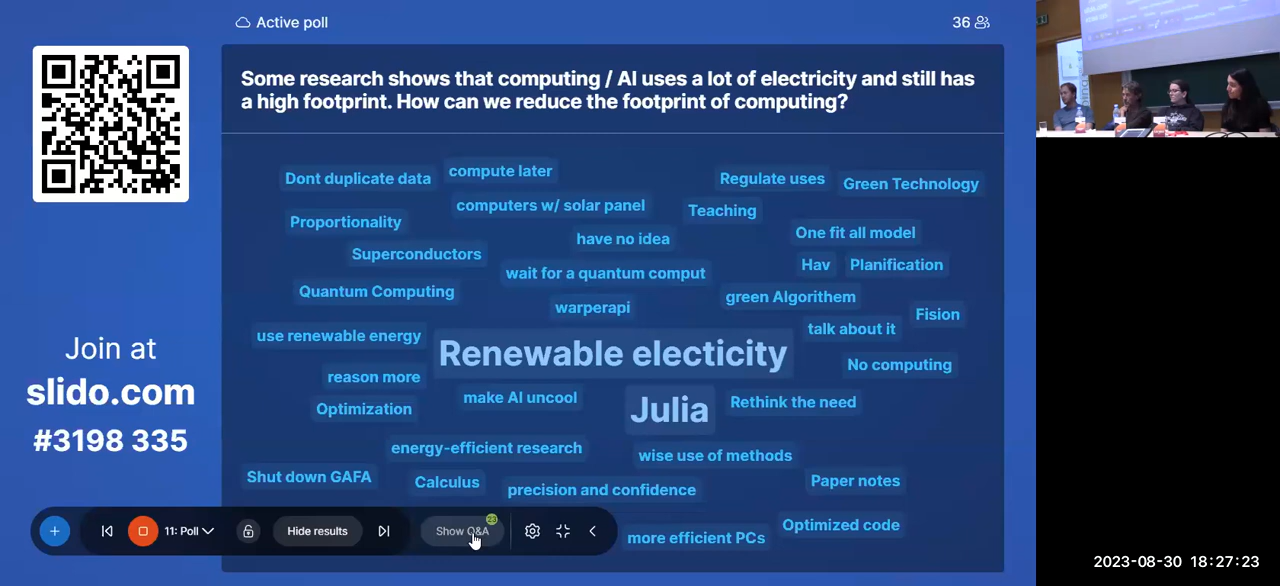 Active poll
36
Some research shows that computing / AI uses a lot of electricity and still has
a high footprint. How can we reduce the footprint of computing?
Dont duplicate data
compute later
Regulate uses
Green Technology
computers w/ solar panel
Teaching
Proportionality
have no idea
One fit all model
Superconductors
wait for a quantum comput
Hav
Planification
Quantum Computing
warperapi
green Algorithem
Fision
use renewable energy
talk about it
Renewable electicity
No computing
reason more
make AI uncool
Julia
Rethink the need
Optimization
energy-efficient research
wise use of methods
Shut down GAFA
Calculus
precision and confidence
Paper notes
more efficient PCs
Optimized code
Join at
slido.com
#3198 335
11: Poll
Hide results
Show Q&A
23
2023-08-30 18:27:23